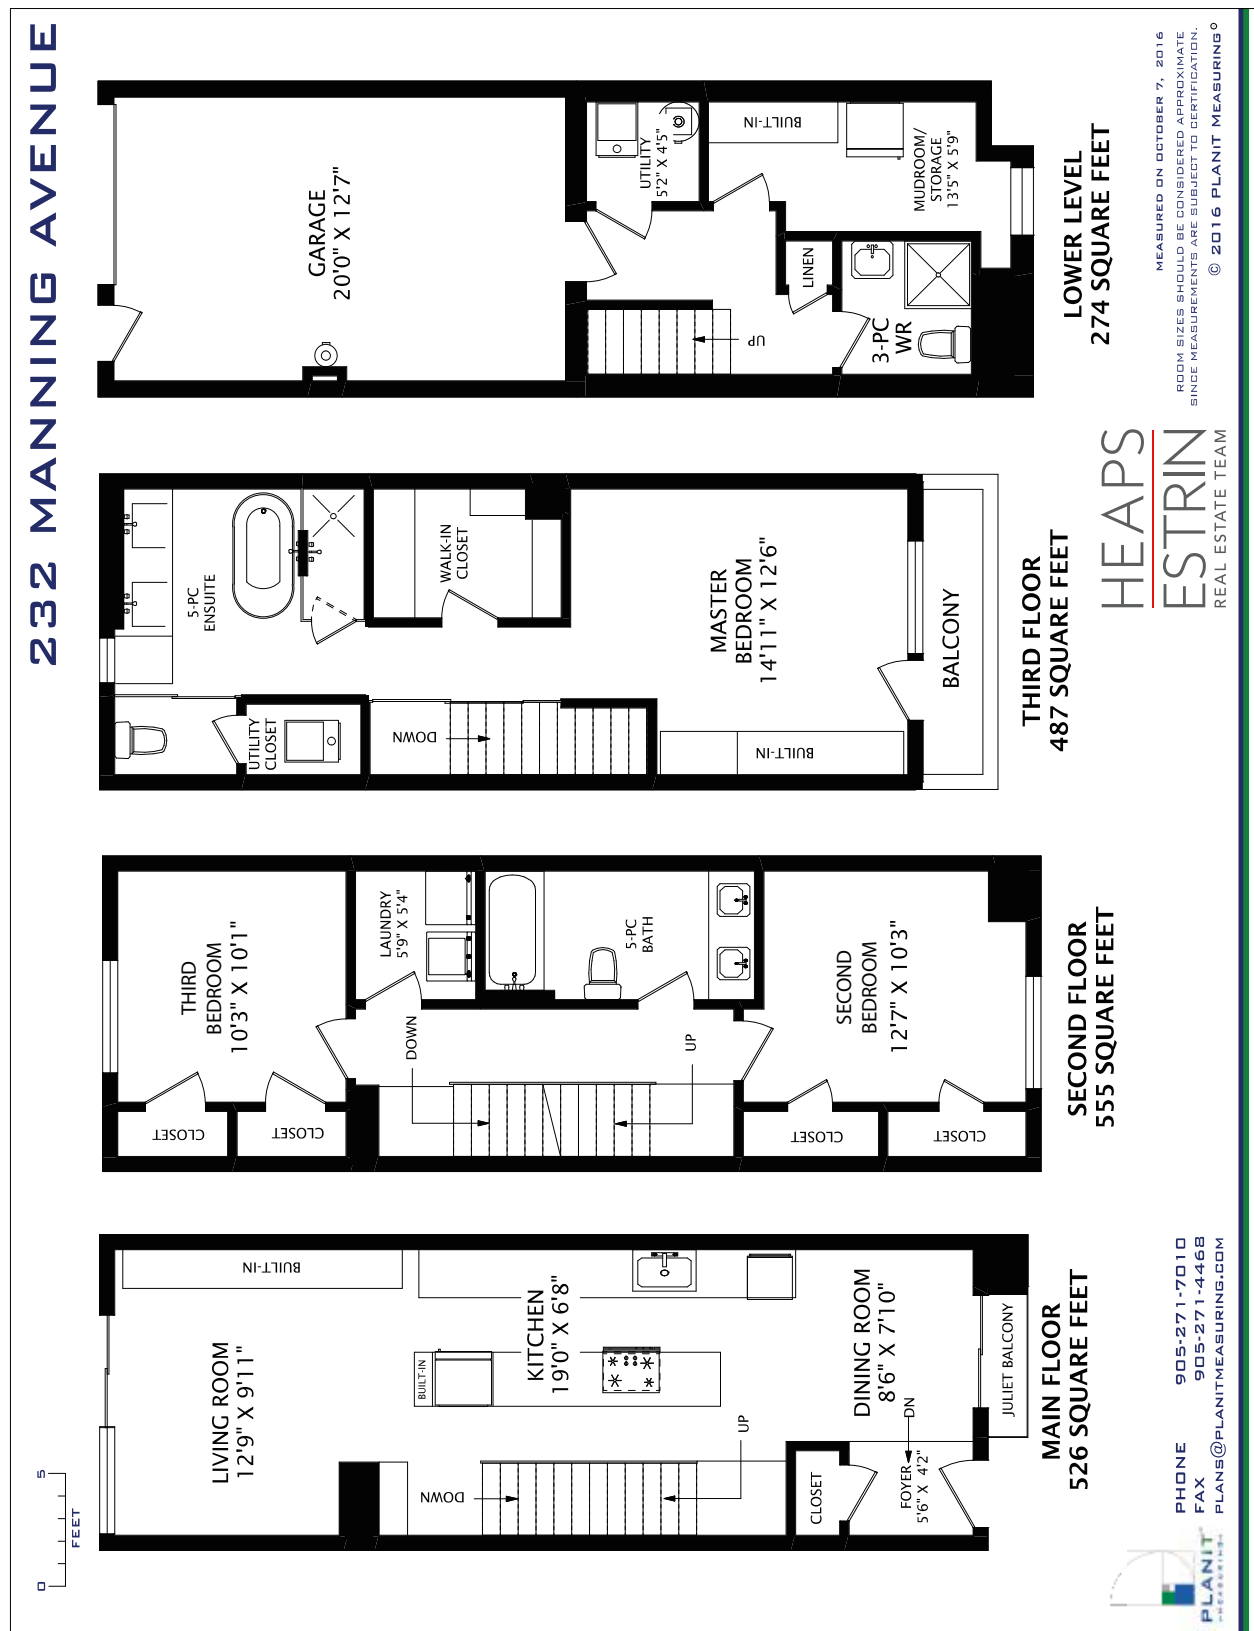 232 MANNING AVENUE
0 5
FEET
LIVING ROOM
12'9" X 9'11"
BUILT-IN
KITCHEN
19'0" X 6'8"
BUILT-IN
DINING ROOM
8'6" X 7'10"
DOWN
UP
CLOSET
FOYER
5'6" X 4'2"
DN
JULIET BALCONY
MAIN FLOOR
526 SQUARE FEET
THIRD
BEDROOM
10'3" X 10'1"
CLOSET
CLOSET
LAUNDRY
5'9" X 5'4"
DOWN
5-PC
BATH
UP
SECOND
BEDROOM
12'7" X 10'3"
CLOSET
CLOSET
SECOND FLOOR
555 SQUARE FEET
5-PC
ENSUITE
UTILITY
CLOSET
WALK-IN
CLOSET
DOWN
MASTER
BEDROOM
14'11" X 12'6"
BUILT-IN
BALCONY
THIRD FLOOR
487 SQUARE FEET
GARAGE
20'0" X 12'7"
UTILITY
5'2" X 4'5"
BUILT-IN
MUDROOM/
STORAGE
13'5" X 5'9"
LINEN
UP
3-PC
WR
LOWER LEVEL
274 SQUARE FEET
PLANIT
MEASURING
PHONE 905-271-7010
FAX 905-271-4468
PLANS@PLANITMEASURING.COM
HEAPS
ESTRIN
REAL ESTATE TEAM
MEASURED ON OCTOBER 7, 2016
ROOM SIZES SHOULD BE CONSIDERED APPROXIMATE
SINCE MEASUREMENTS ARE SUBJECT TO CERTIFICATION.
© 2016 PLANIT MEASURING®